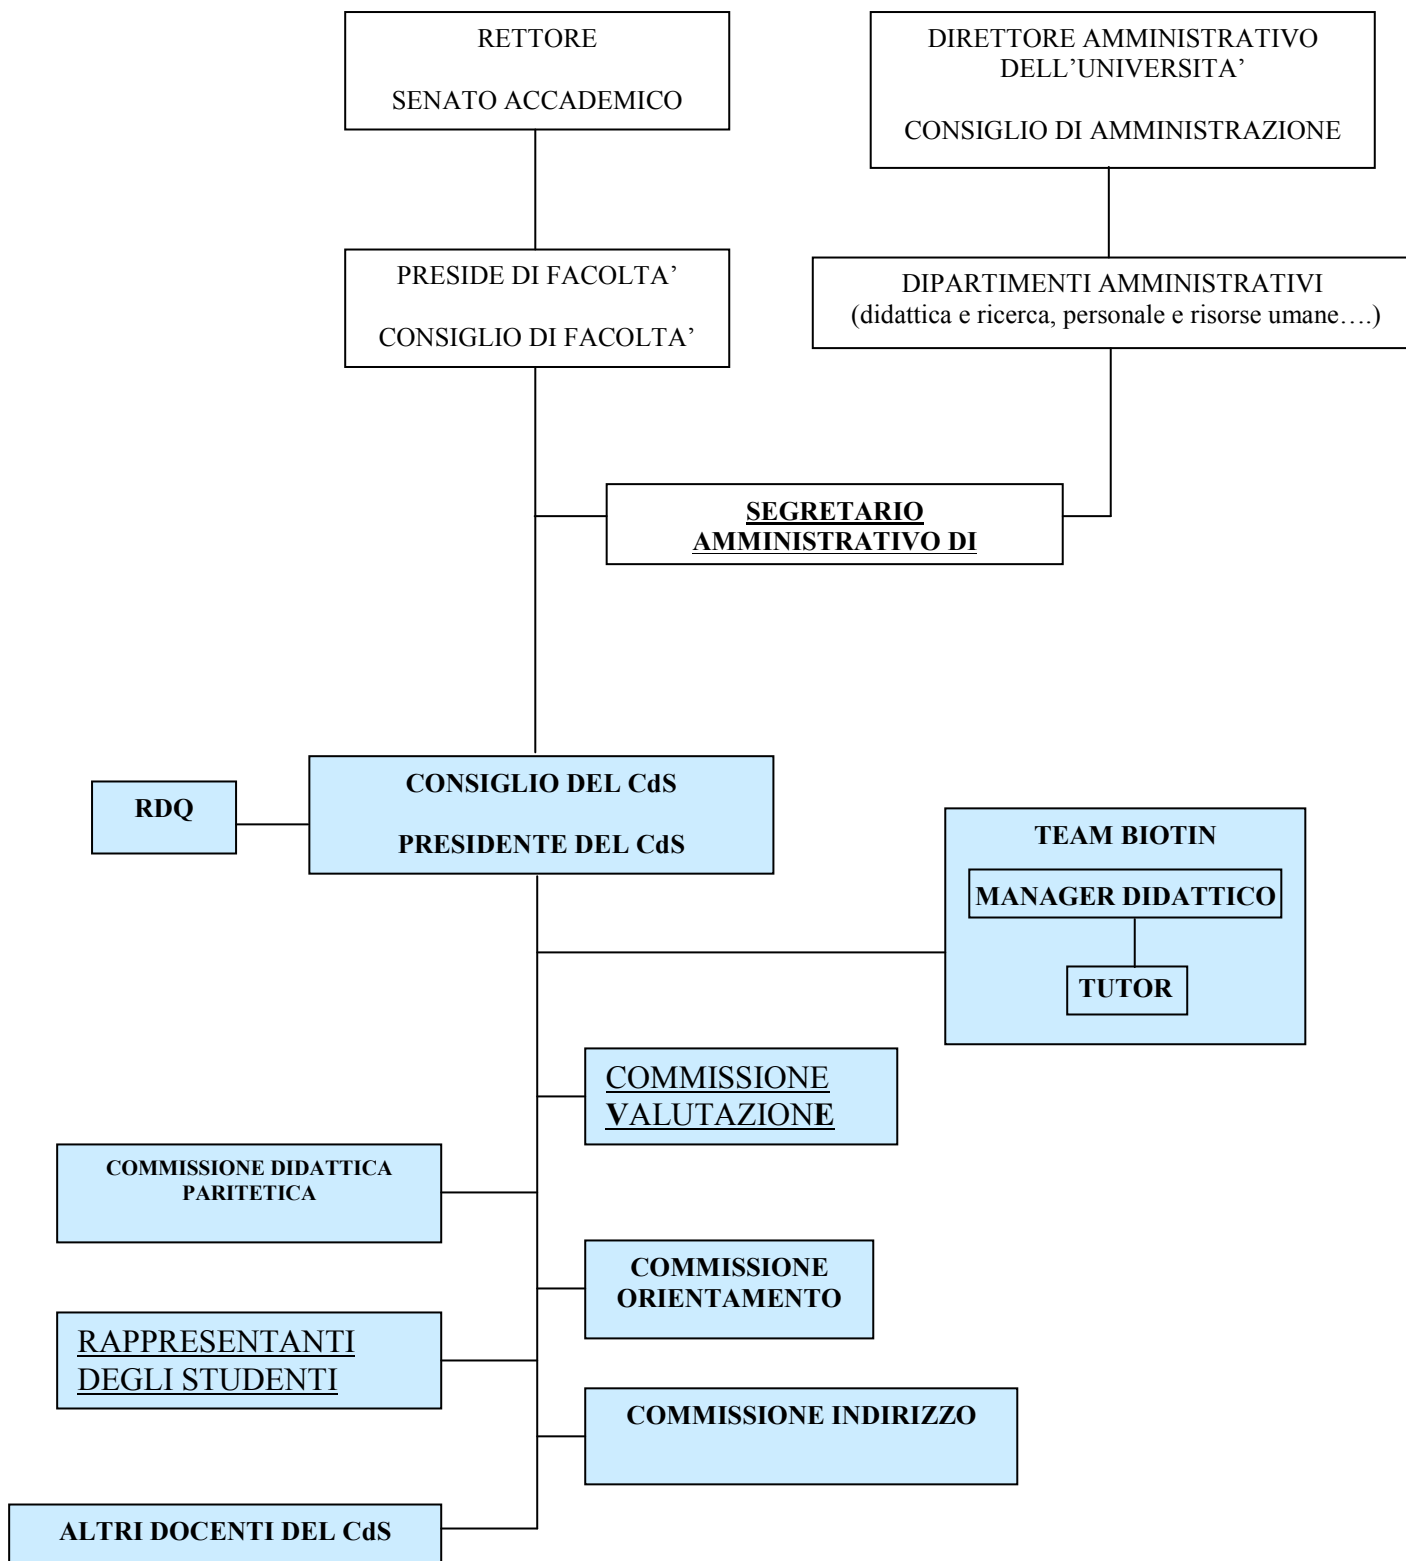 RETTORE
SENATO ACCADEMICO
DIRETTORE AMMINISTRATIVO
DELL’UNIVERSITA’
CONSIGLIO DI AMMINISTRAZIONE
PRESIDE DI FACOLTA’
CONSIGLIO DI FACOLTA’
DIPARTIMENTI AMMINISTRATIVI
(didattica e ricerca, personale e risorse umane….)
SEGRETARIO
AMMINISTRATIVO DI
RDQ
CONSIGLIO DEL CdS
PRESIDENTE DEL CdS
TEAM BIOTIN
MANAGER DIDATTICO
TUTOR
COMMISSIONE
VALUTAZIONE
COMMISSIONE DIDATTICA
PARITETICA
COMMISSIONE
ORIENTAMENTO
RAPPRESENTANTI
DEGLI STUDENTI
COMMISSIONE INDIRIZZO
ALTRI DOCENTI DEL CdS